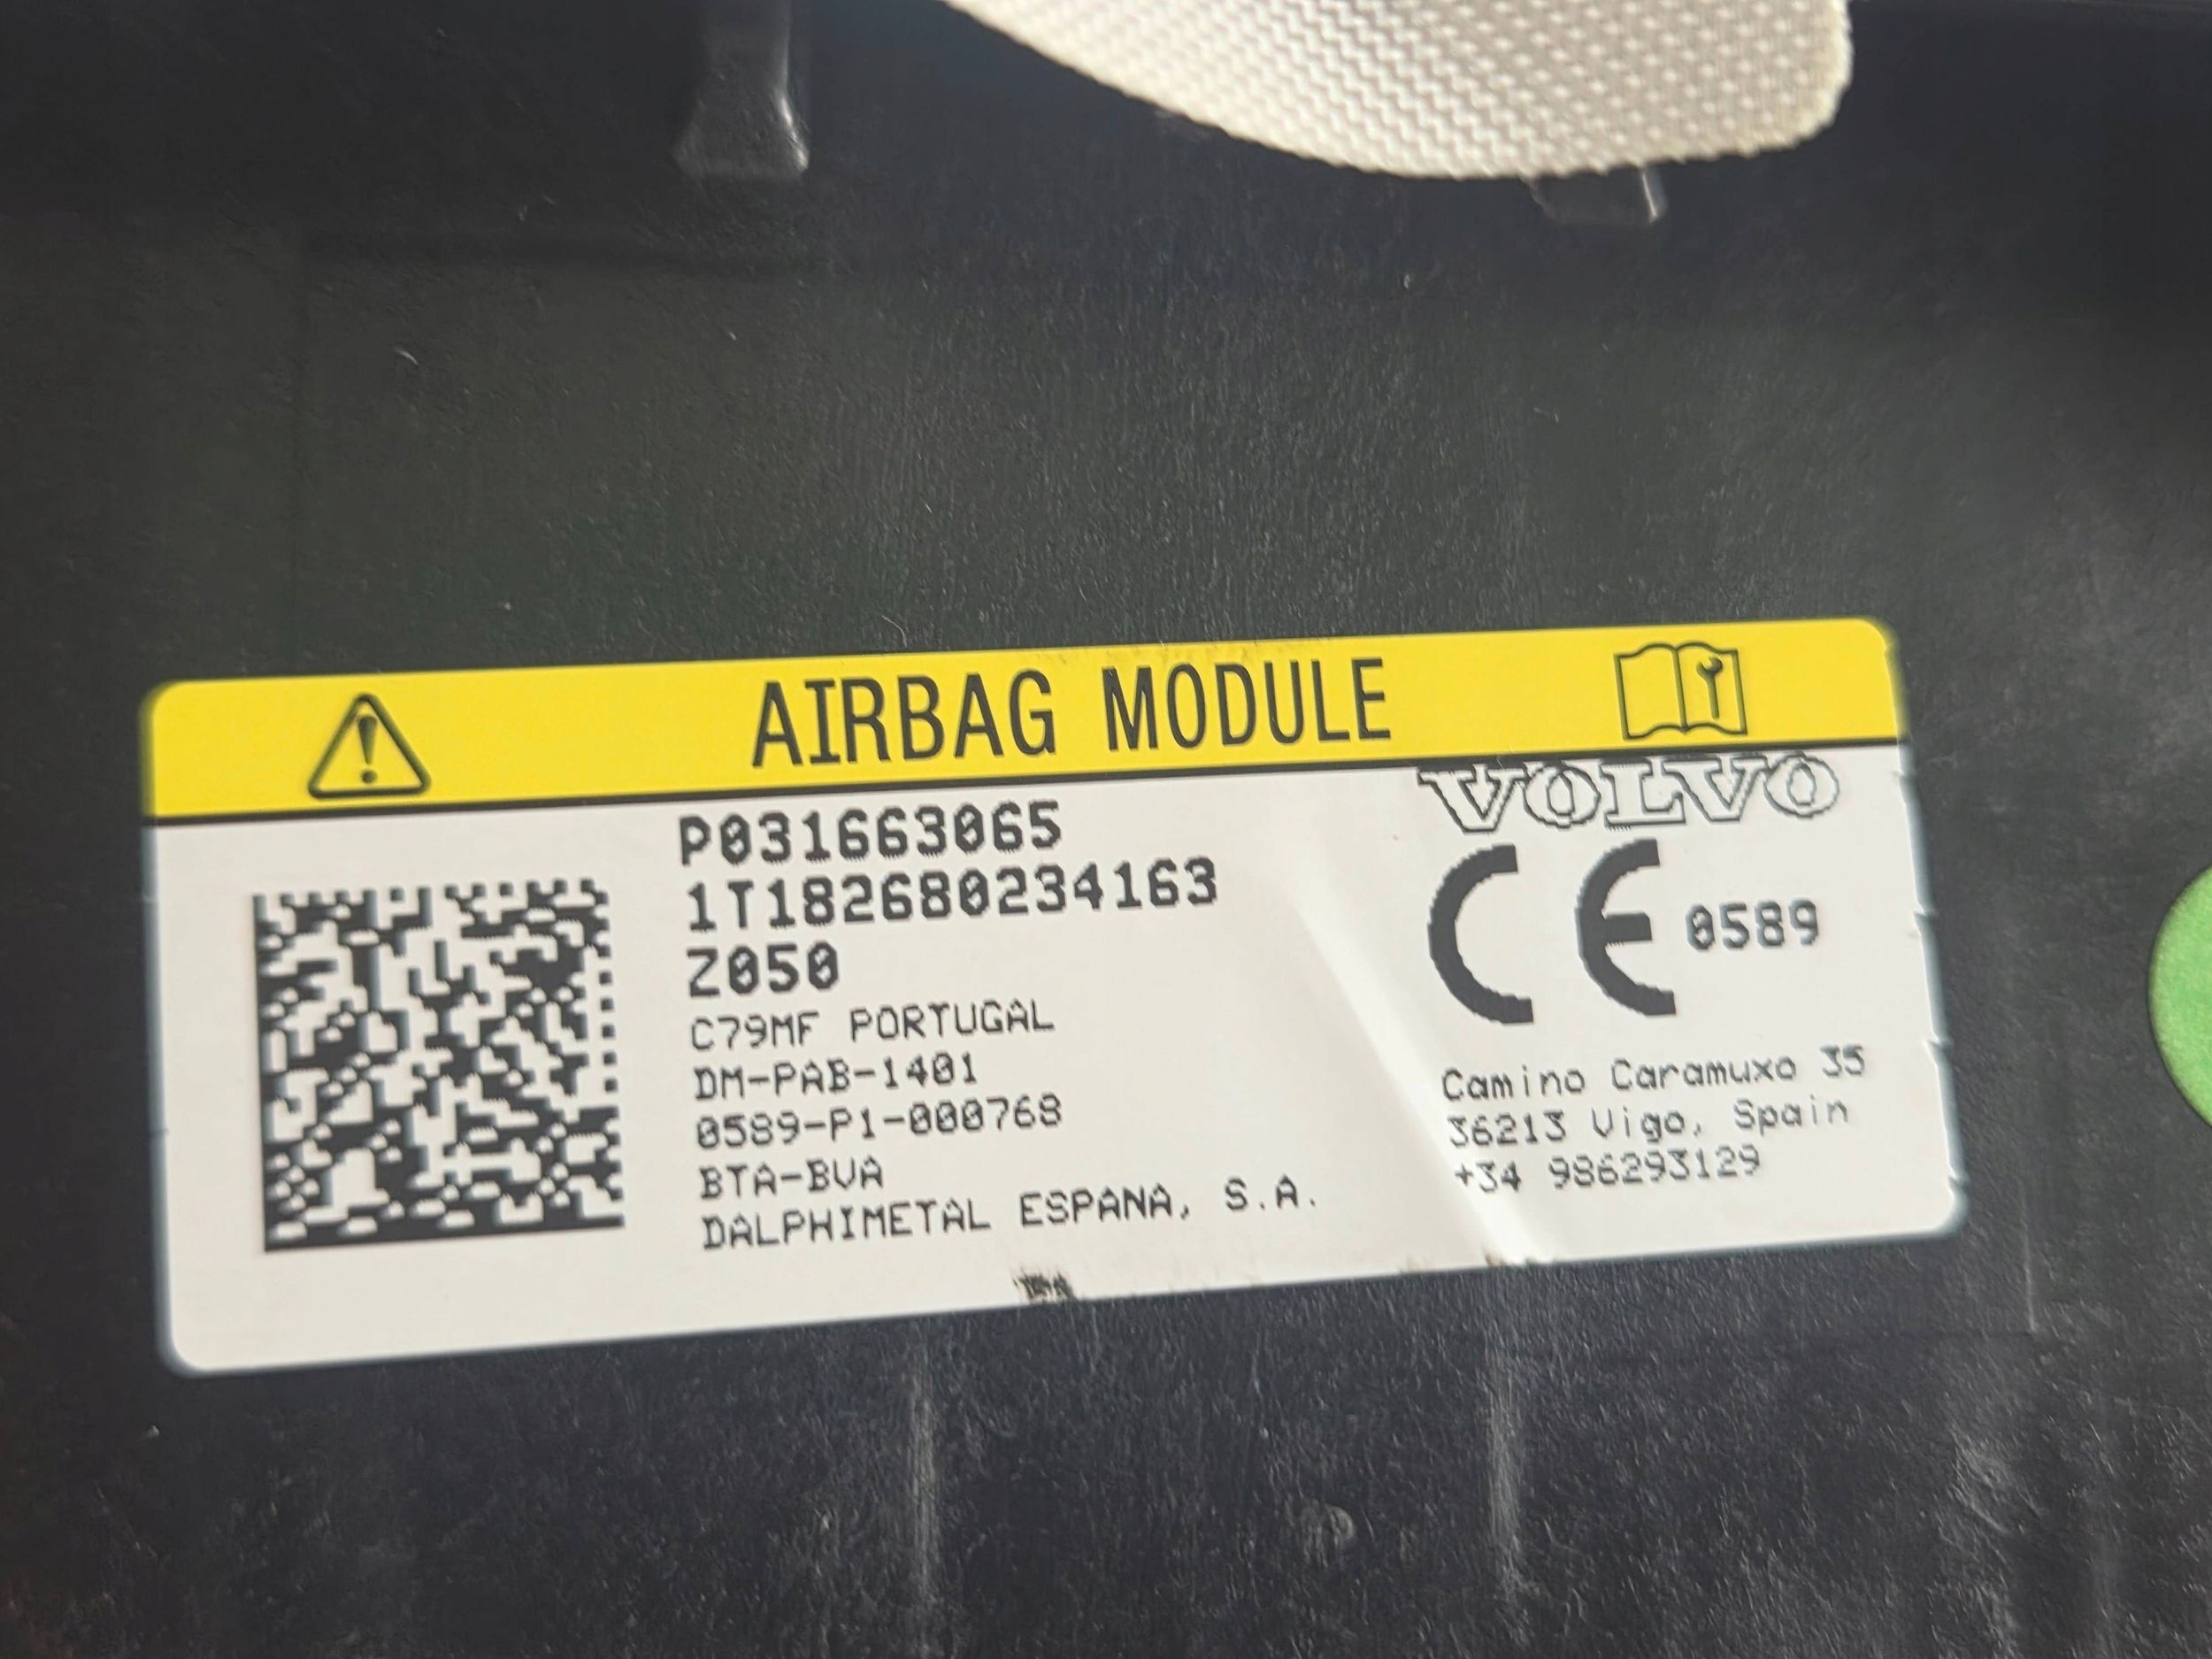 AIRBAG MODULE
VOLVO
P031663065
1T182680234163
Z050
C79MF PORTUGAL
DM-PAB-1401
0589-P1-000768
BTA-BVA
DALPHIMETAL ESPANA, S.A.
CE 0589
Camino Caramuxo 35
36213 Vigo, Spain
+34 986293129